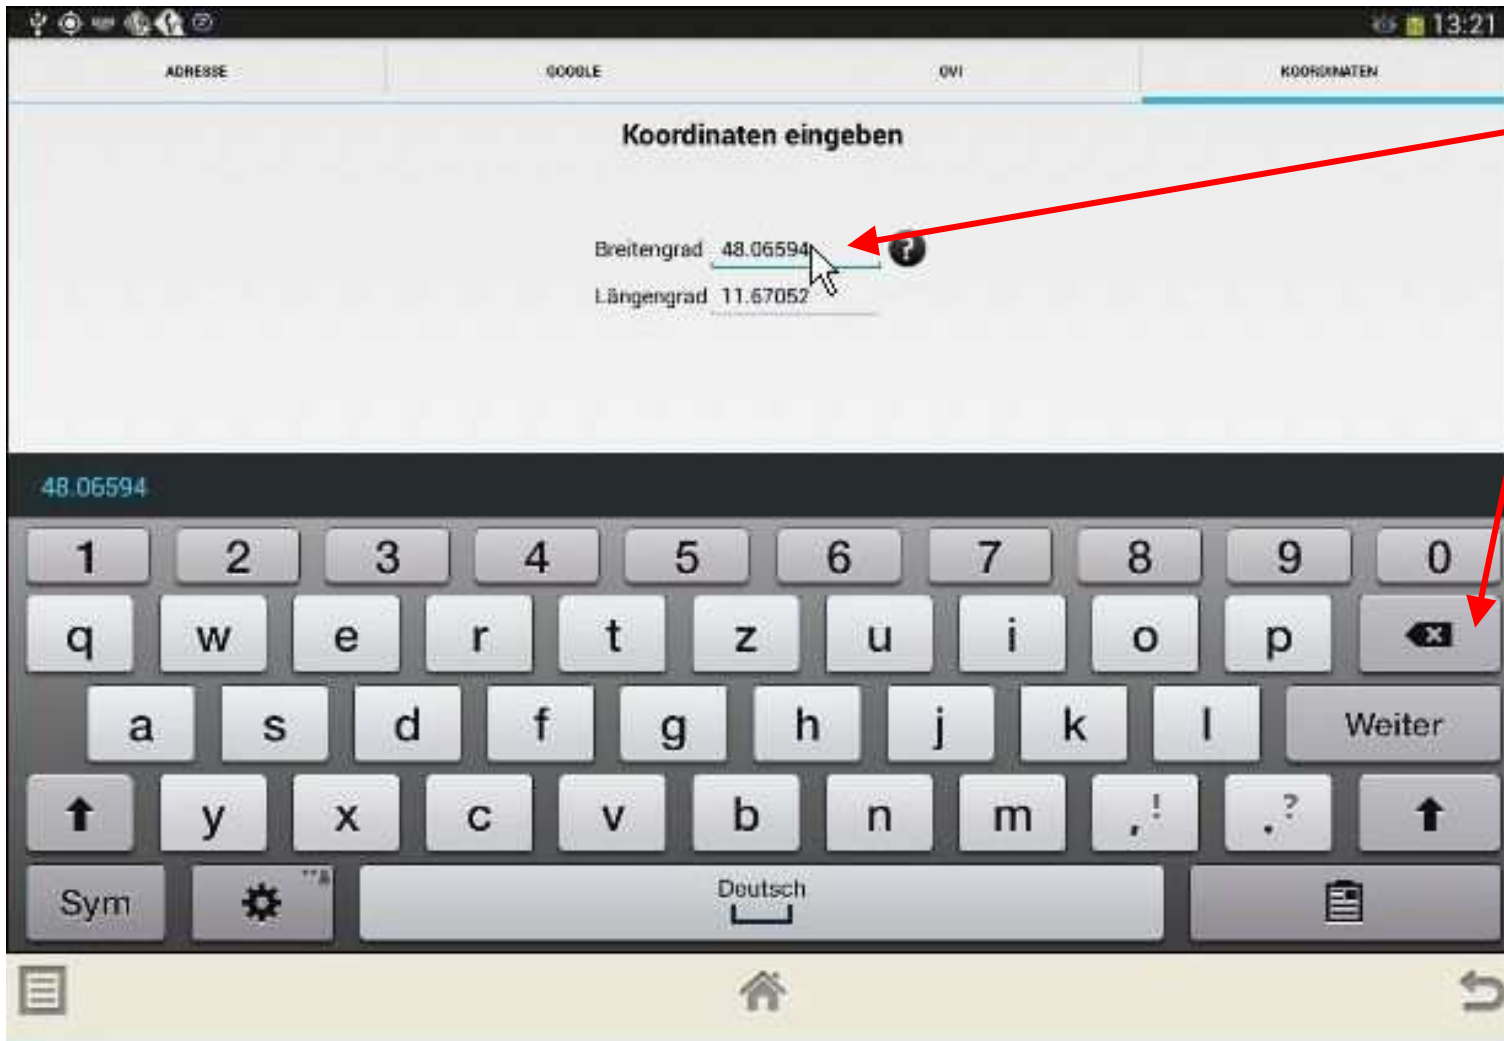 13:21
ADRESSE GOOGLE OVI KOORDINATEN
Koordinaten eingeben
Breitengrad 48.06594 ?
Längengrad 11.67052
48.06594
1 2 3 4 5 6 7 8 9 0
q w e r t z u i o p
a s d f g h j k l Weiter
y x c v b n m , ! . ?
Sym Deutsch